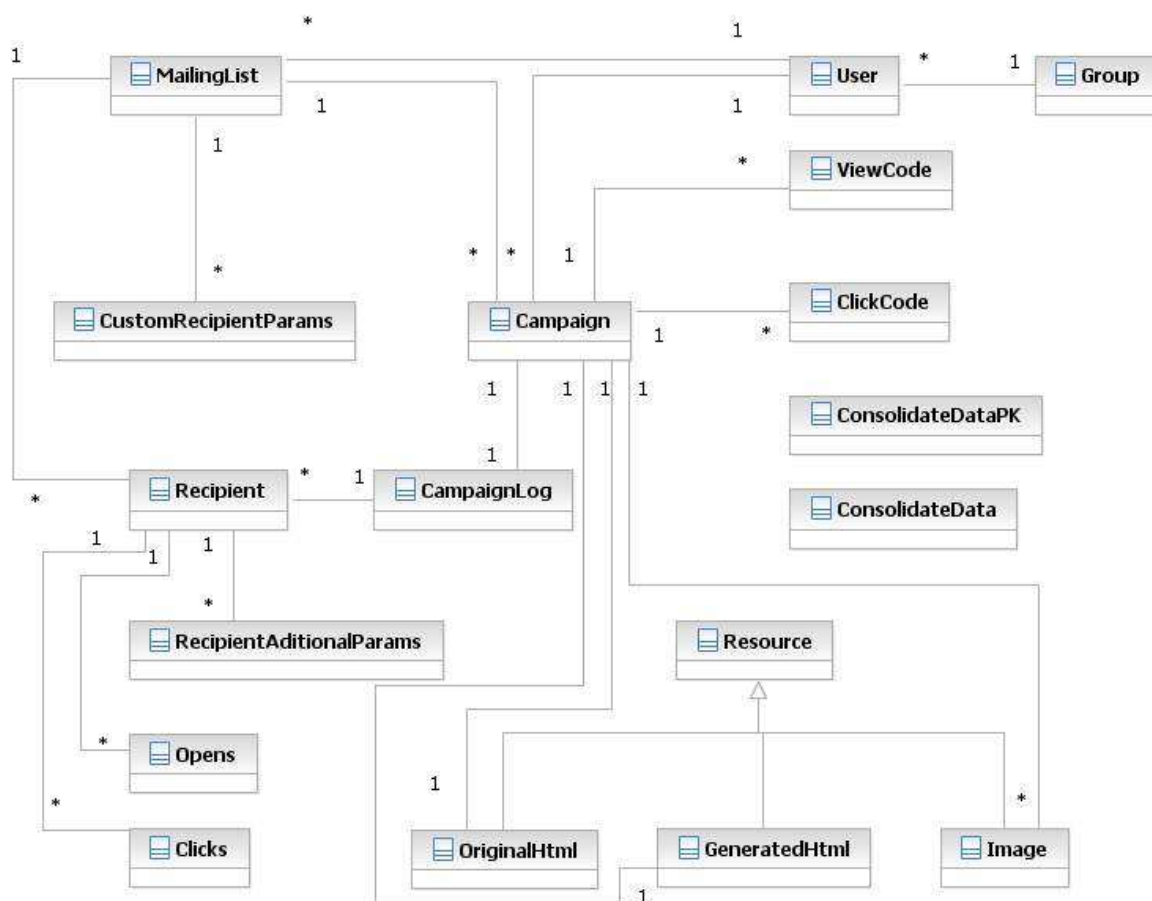 * 1
1 MailingList User * 1 Group
1 1
1 * ViewCode
* * * 1 ClickCode
CustomRecipientParams Campaign 1 *
1 1 1 1 ConsolidateDataPK
* 1 1
Recipient CampaignLog ConsolidateData
*
1 1 1
*
RecipientAditionalParams Resource
* Opens
1 *
* Clicks OriginalHtml GeneratedHtml Image
1